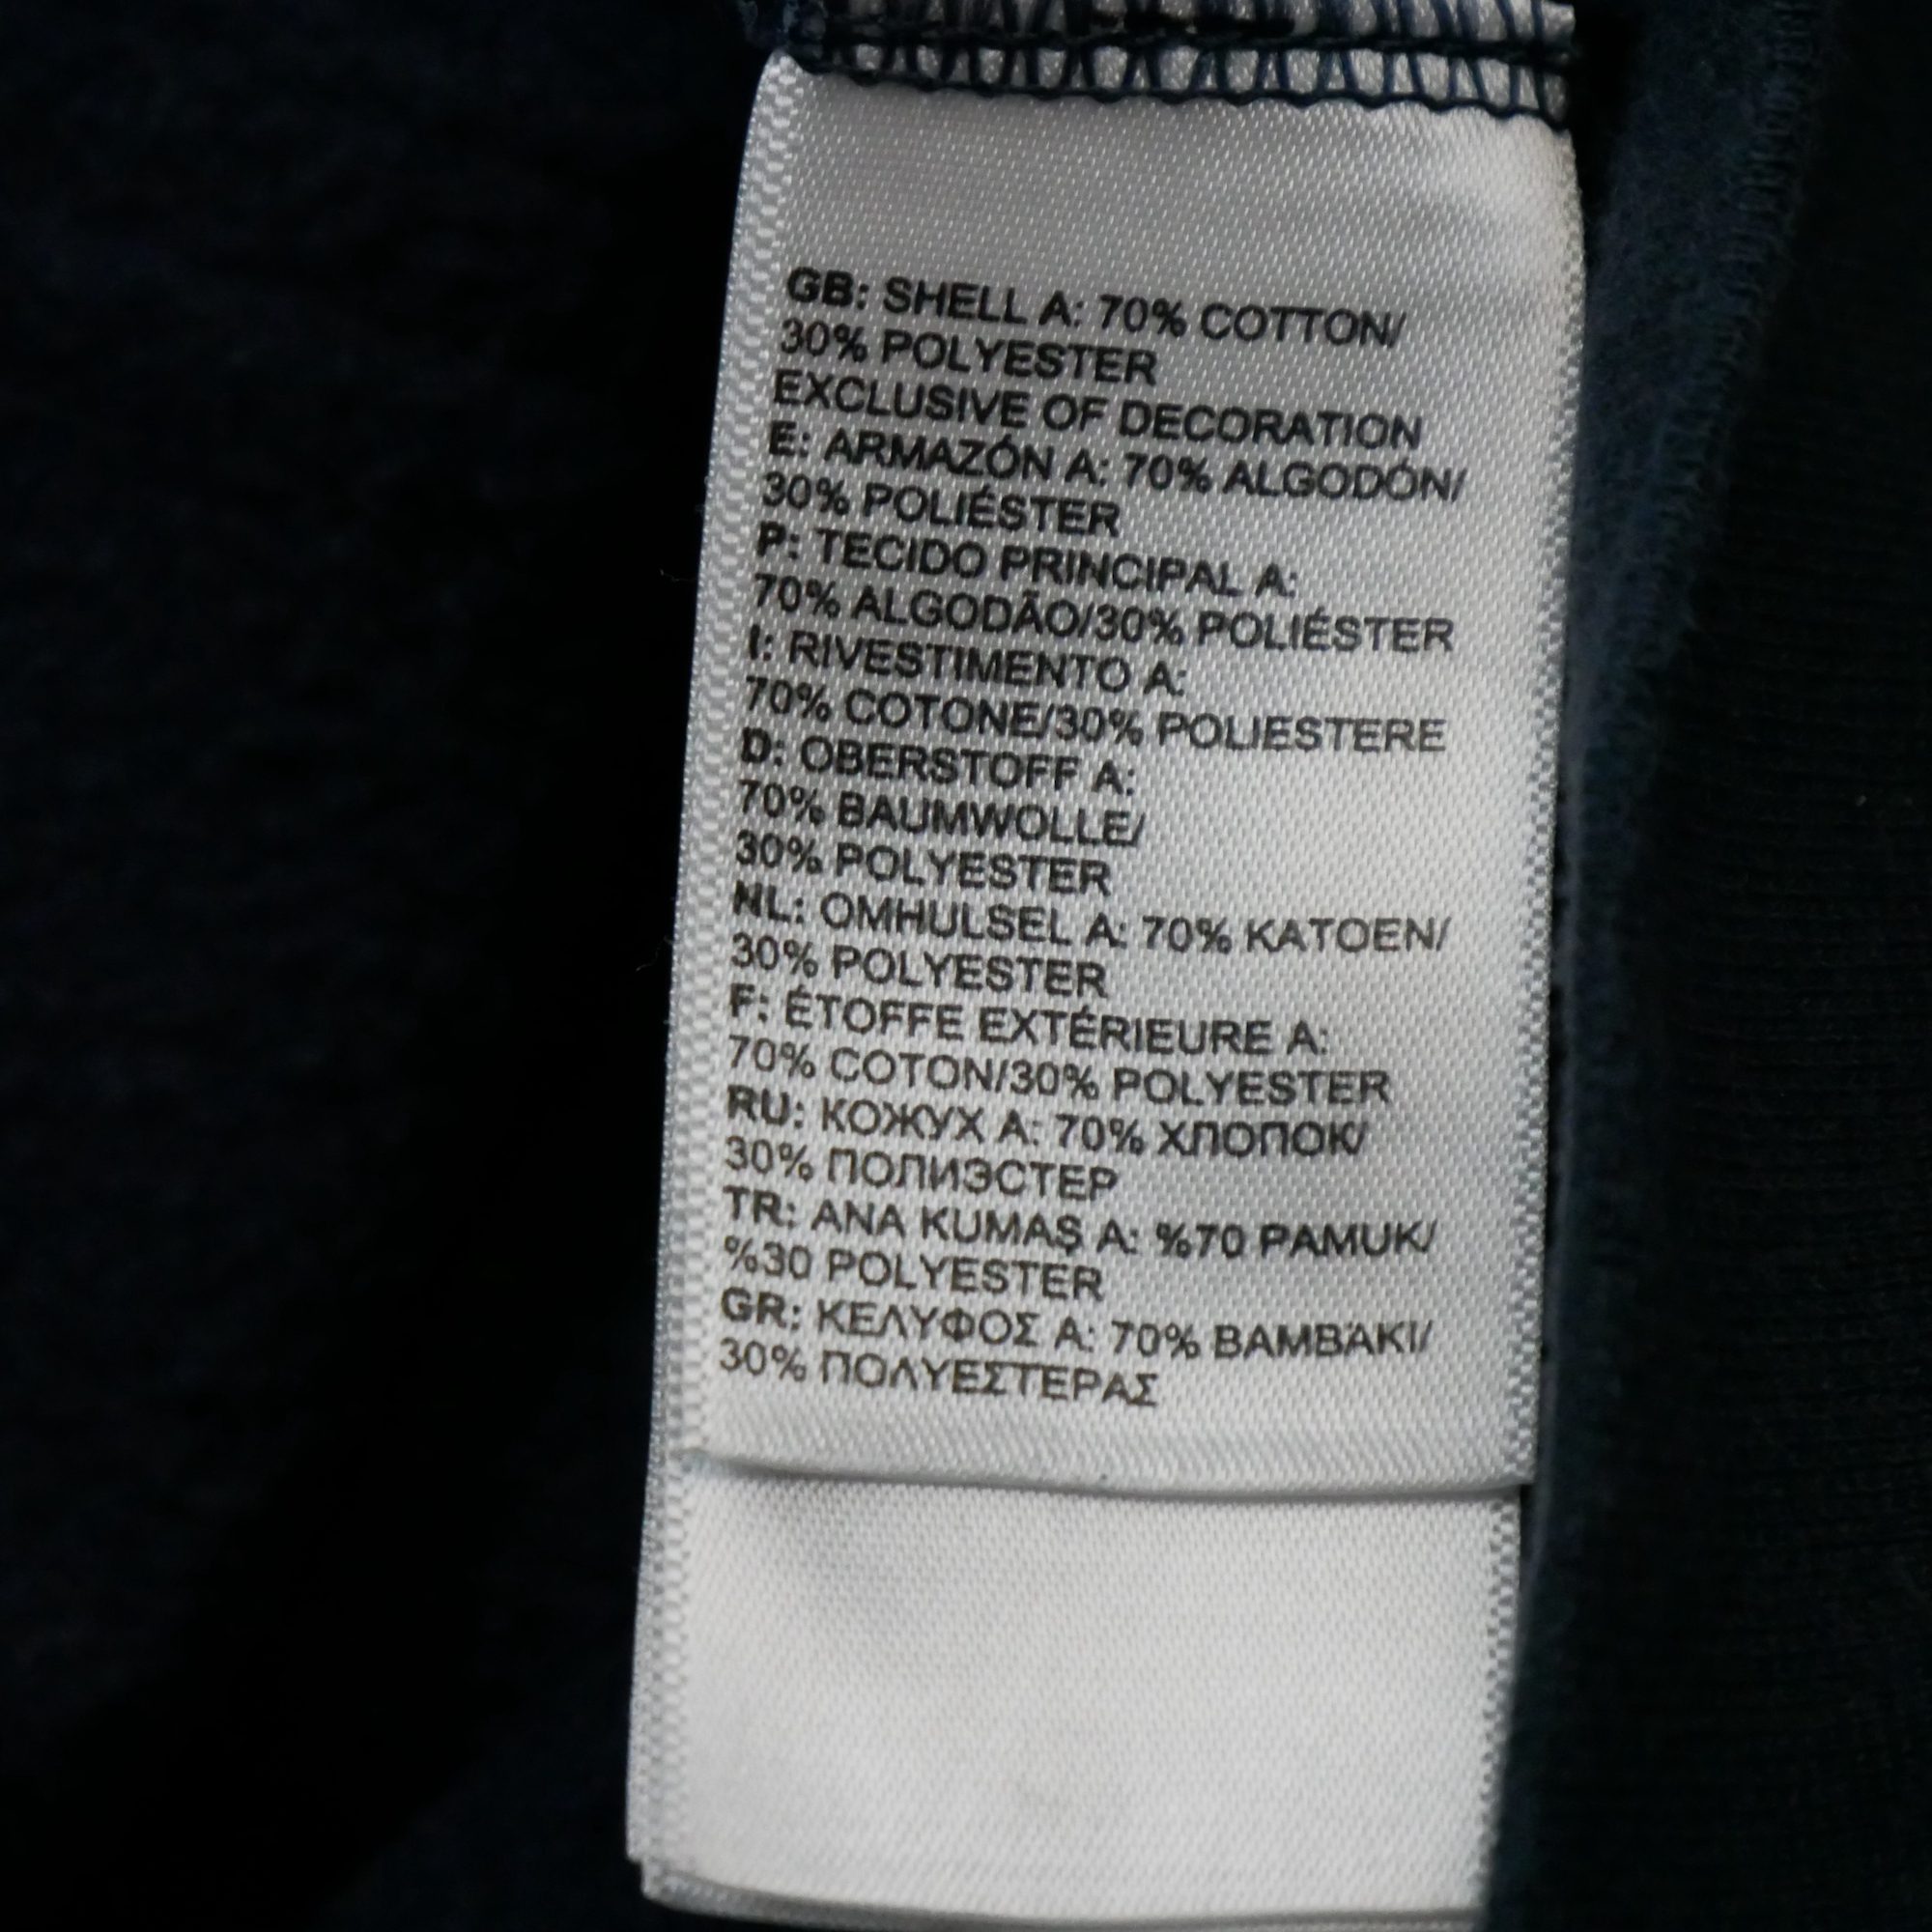 GB: SHELL A: 70% COTTON/
30% POLYESTER
EXCLUSIVE OF DECORATION
E: ARMAZÓN A: 70% ALGODÓN/
30% POLIÉSTER
P: TECIDO PRINCIPAL A:
70% ALGODÃO/30% POLIÉSTER
I: RIVESTIMENTO A:
70% COTONE/30% POLIESTERE
D: OBERSTOFF A:
70% BAUMWOLLE/
30% POLYESTER
NL: OMHULSEL A: 70% KATOEN/
30% POLYESTER
F: ÉTOFFE EXTÉRIEURE A:
70% COTON/30% POLYESTER
RU: КОЖУХ A: 70% ХЛОПОК/
30% ПОЛИЭСТЕР
TR: ANA KUMAŞ A: %70 PAMUK/
%30 POLYESTER
GR: ΚΕΛΥΦΟΣ A: 70% ΒΑΜΒΑΚΙ/
30% ΠΟΛΥΕΣΤΕΡΑΣ